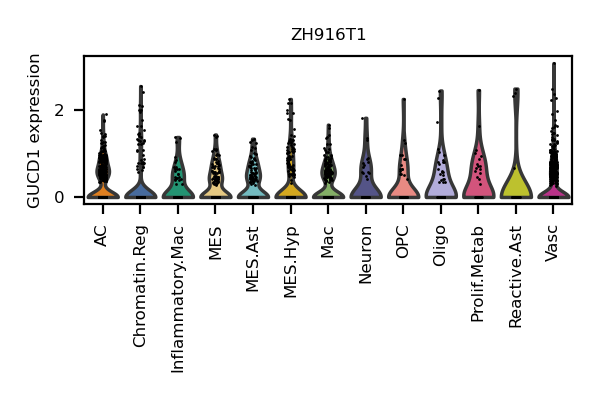 ZH916T1
GUCD1 expression
2
0
AC
Chromatin.Reg
Inflammatory.Mac
MES
MES.Ast
MES.Hyp
Mac
Neuron
OPC
Oligo
Prolif.Metab
Reactive.Ast
Vasc